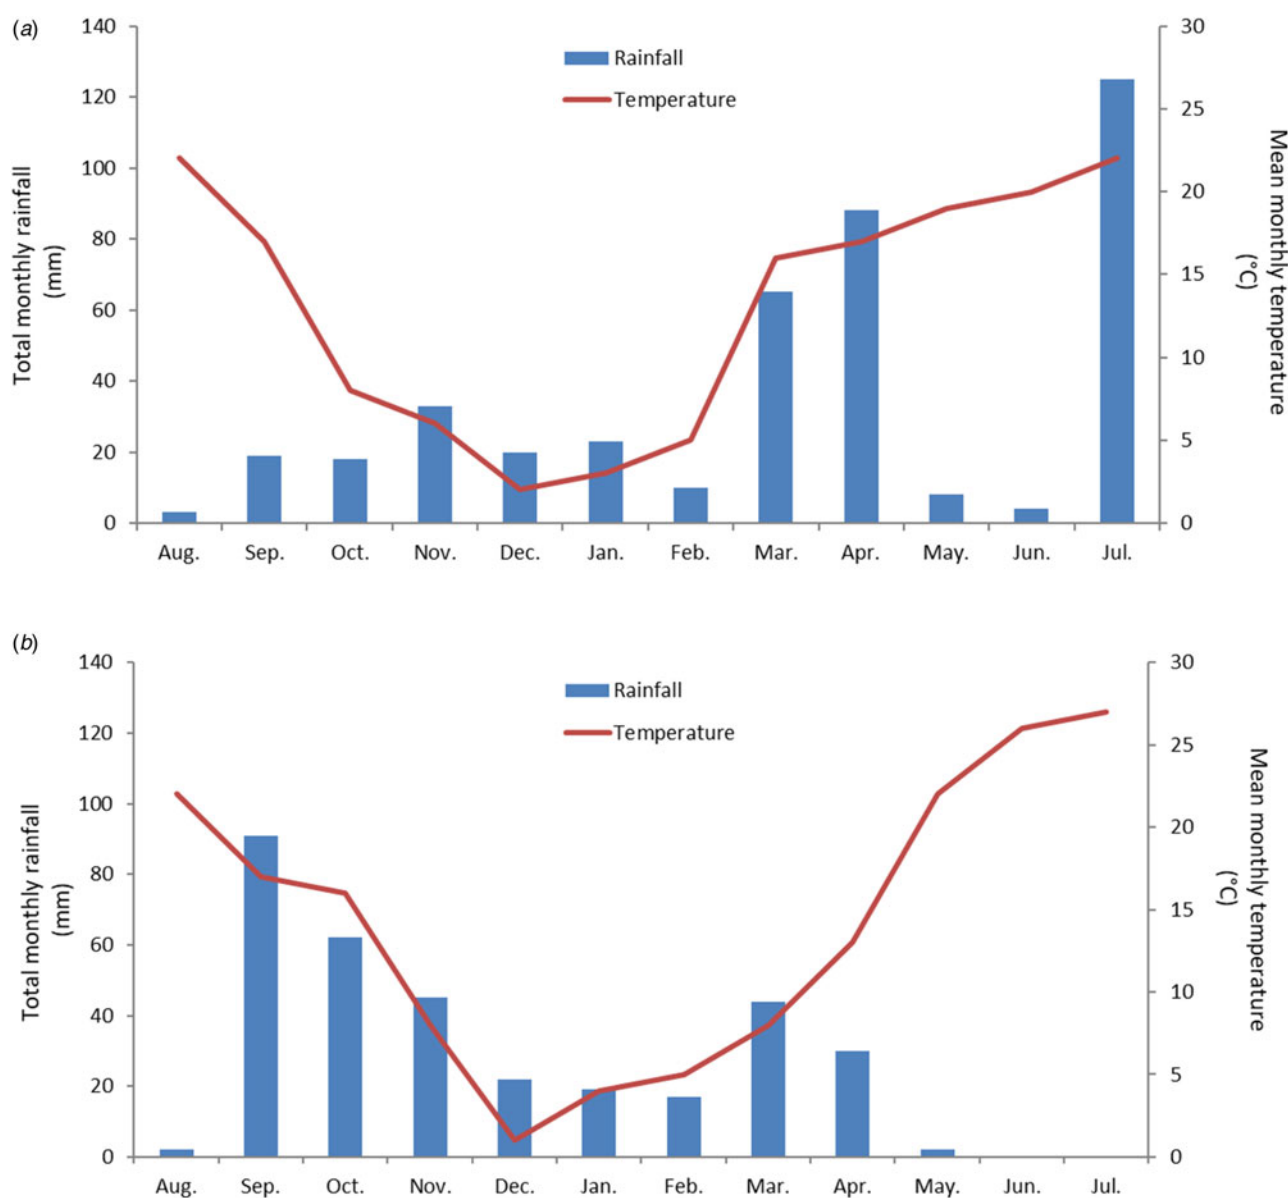 (a)
140
120
100
80
60
40
20
0
Total monthly rainfall
(mm)
Rainfall
Temperature
30
25
20
15
10
5
0
Mean monthly temperature
(°C)
Aug. Sep. Oct. Nov. Dec. Jan. Feb. Mar. Apr. May. Jun. Jul.
(b)
140
120
100
80
60
40
20
0
Total monthly rainfall
(mm)
Rainfall
Temperature
30
25
20
15
10
5
0
Mean monthly temperature
(°C)
Aug. Sep. Oct. Nov. Dec. Jan. Feb. Mar. Apr. May. Jun. Jul.